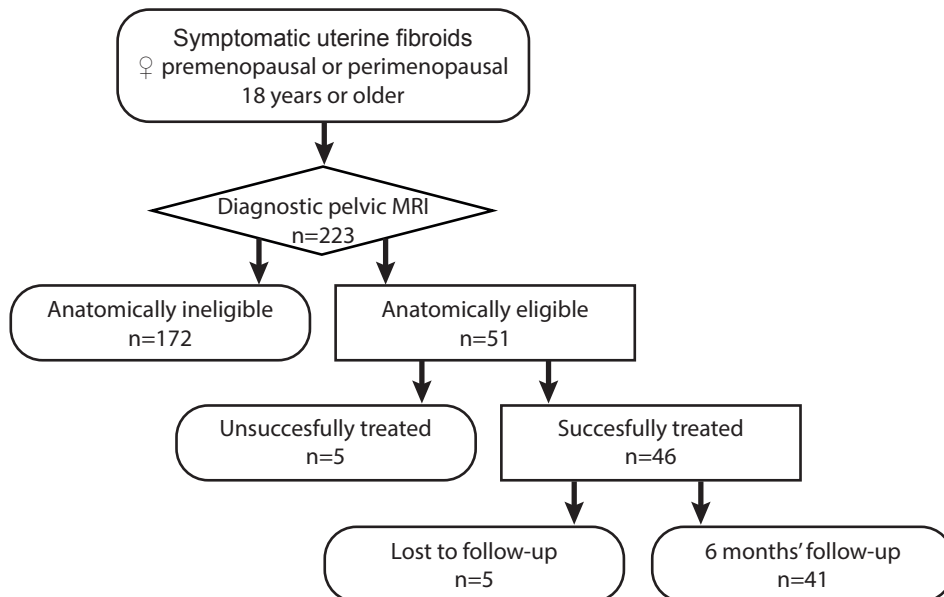 Symptomatic uterine fibroids
♀ premenopausal or perimenopausal
18 years or older
Diagnostic pelvic MRI
n=223
Anatomically ineligible
n=172
Anatomically eligible
n=51
Unsuccesfully treated
n=5
Succesfully treated
n=46
Lost to follow-up
n=5
6 months’ follow-up
n=41